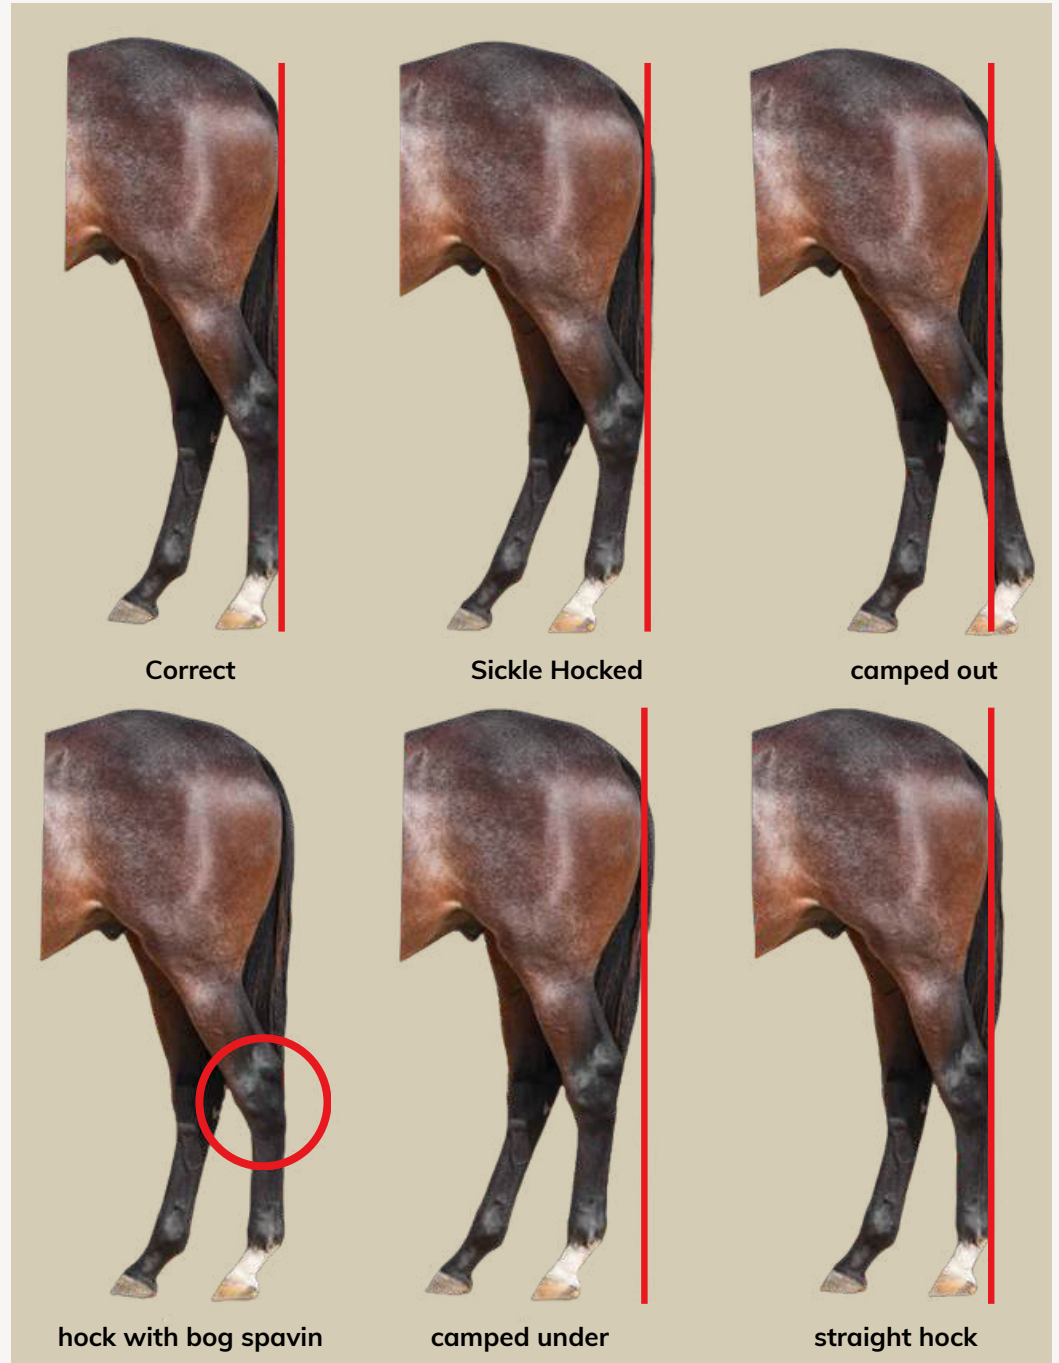 Correct
Sickle Hocked
camped out
hock with bog spavin
camped under
straight hock